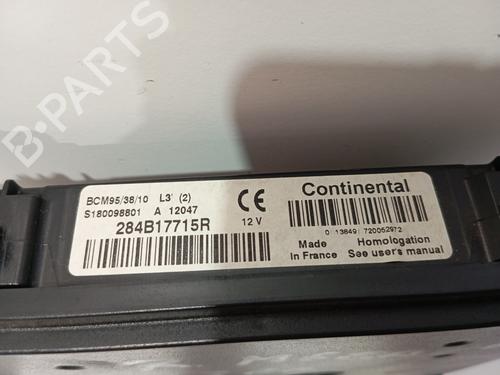 BCM95/38/10 L3' (2)
S180098801 A 12047
284B17715R
CE
12 V
Continental
0 13849 720052972
Made Homologation
In France See user's manual
B-PARTS